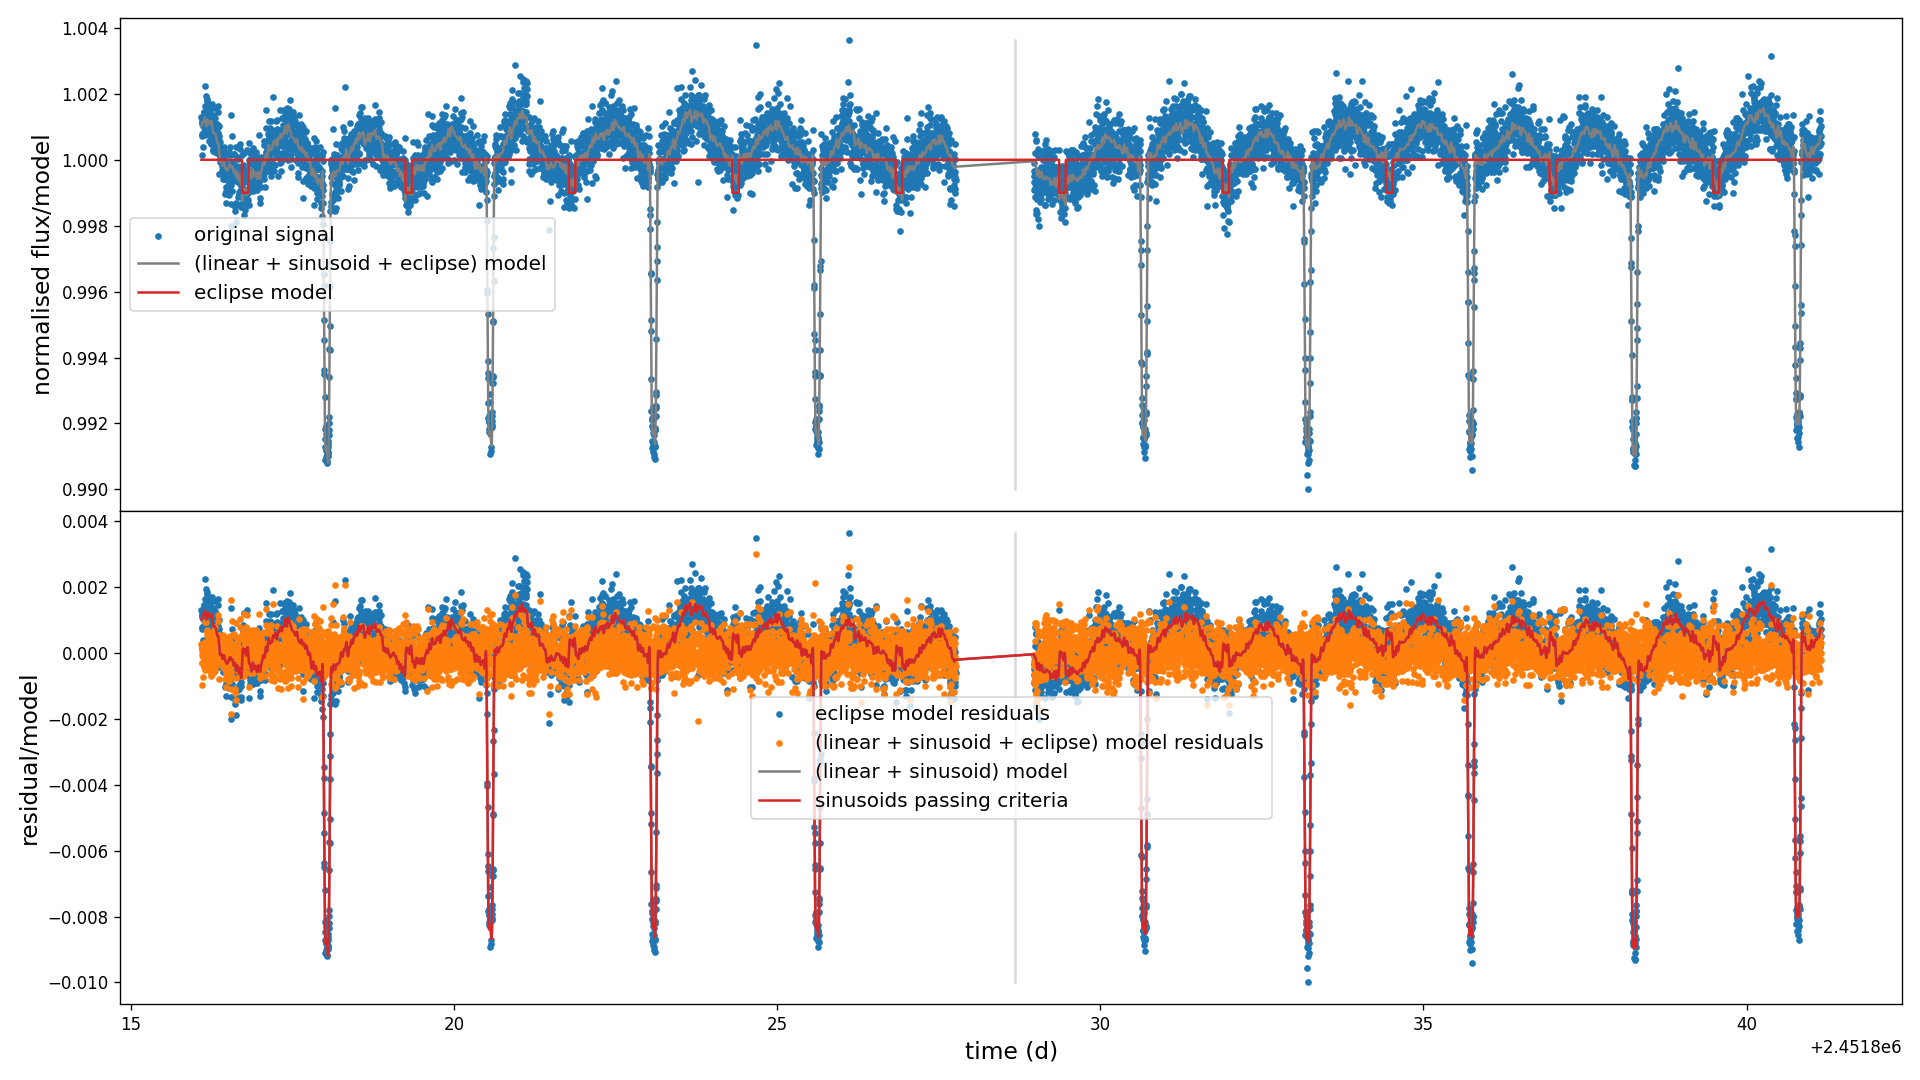 1.004
1.002
1.000
0.998
0.996
0.994
0.992
0.990
normalised flux/model
original signal
(linear + sinusoid + eclipse) model
eclipse model
0.004
0.002
0.000
−0.002
−0.004
−0.006
−0.008
−0.010
residual/model
eclipse model residuals
(linear + sinusoid + eclipse) model residuals
(linear + sinusoid) model
sinusoids passing criteria
15
20
25
30
35
40
time (d)
+2.4518e6